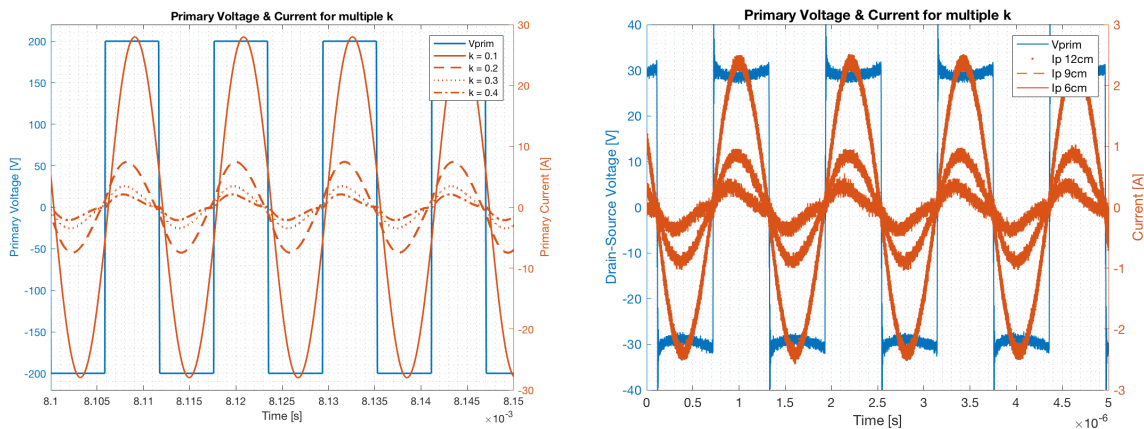 Primary Voltage & Current for multiple k
Primary Voltage [V]
200
150
100
50
0
-50
-100
-150
-200
Vprim
k = 0.1
k = 0.2
k = 0.3
k = 0.4
30
20
10
0
-10
-20
-30
Primary Current [A]
8.1 8.105 8.11 8.115 8.12 8.125 8.13 8.135 8.14 8.145 8.15
Time [s]
×10⁻³
Primary Voltage & Current for multiple k
Drain-Source Voltage [V]
40
30
20
10
0
-10
-20
-30
-40
Vprim
Ip 12cm
Ip 9cm
Ip 6cm
3
2
1
0
-1
-2
-3
Current [A]
0 0.5 1 1.5 2 2.5 3 3.5 4 4.5 5
Time [s]
×10⁻⁶